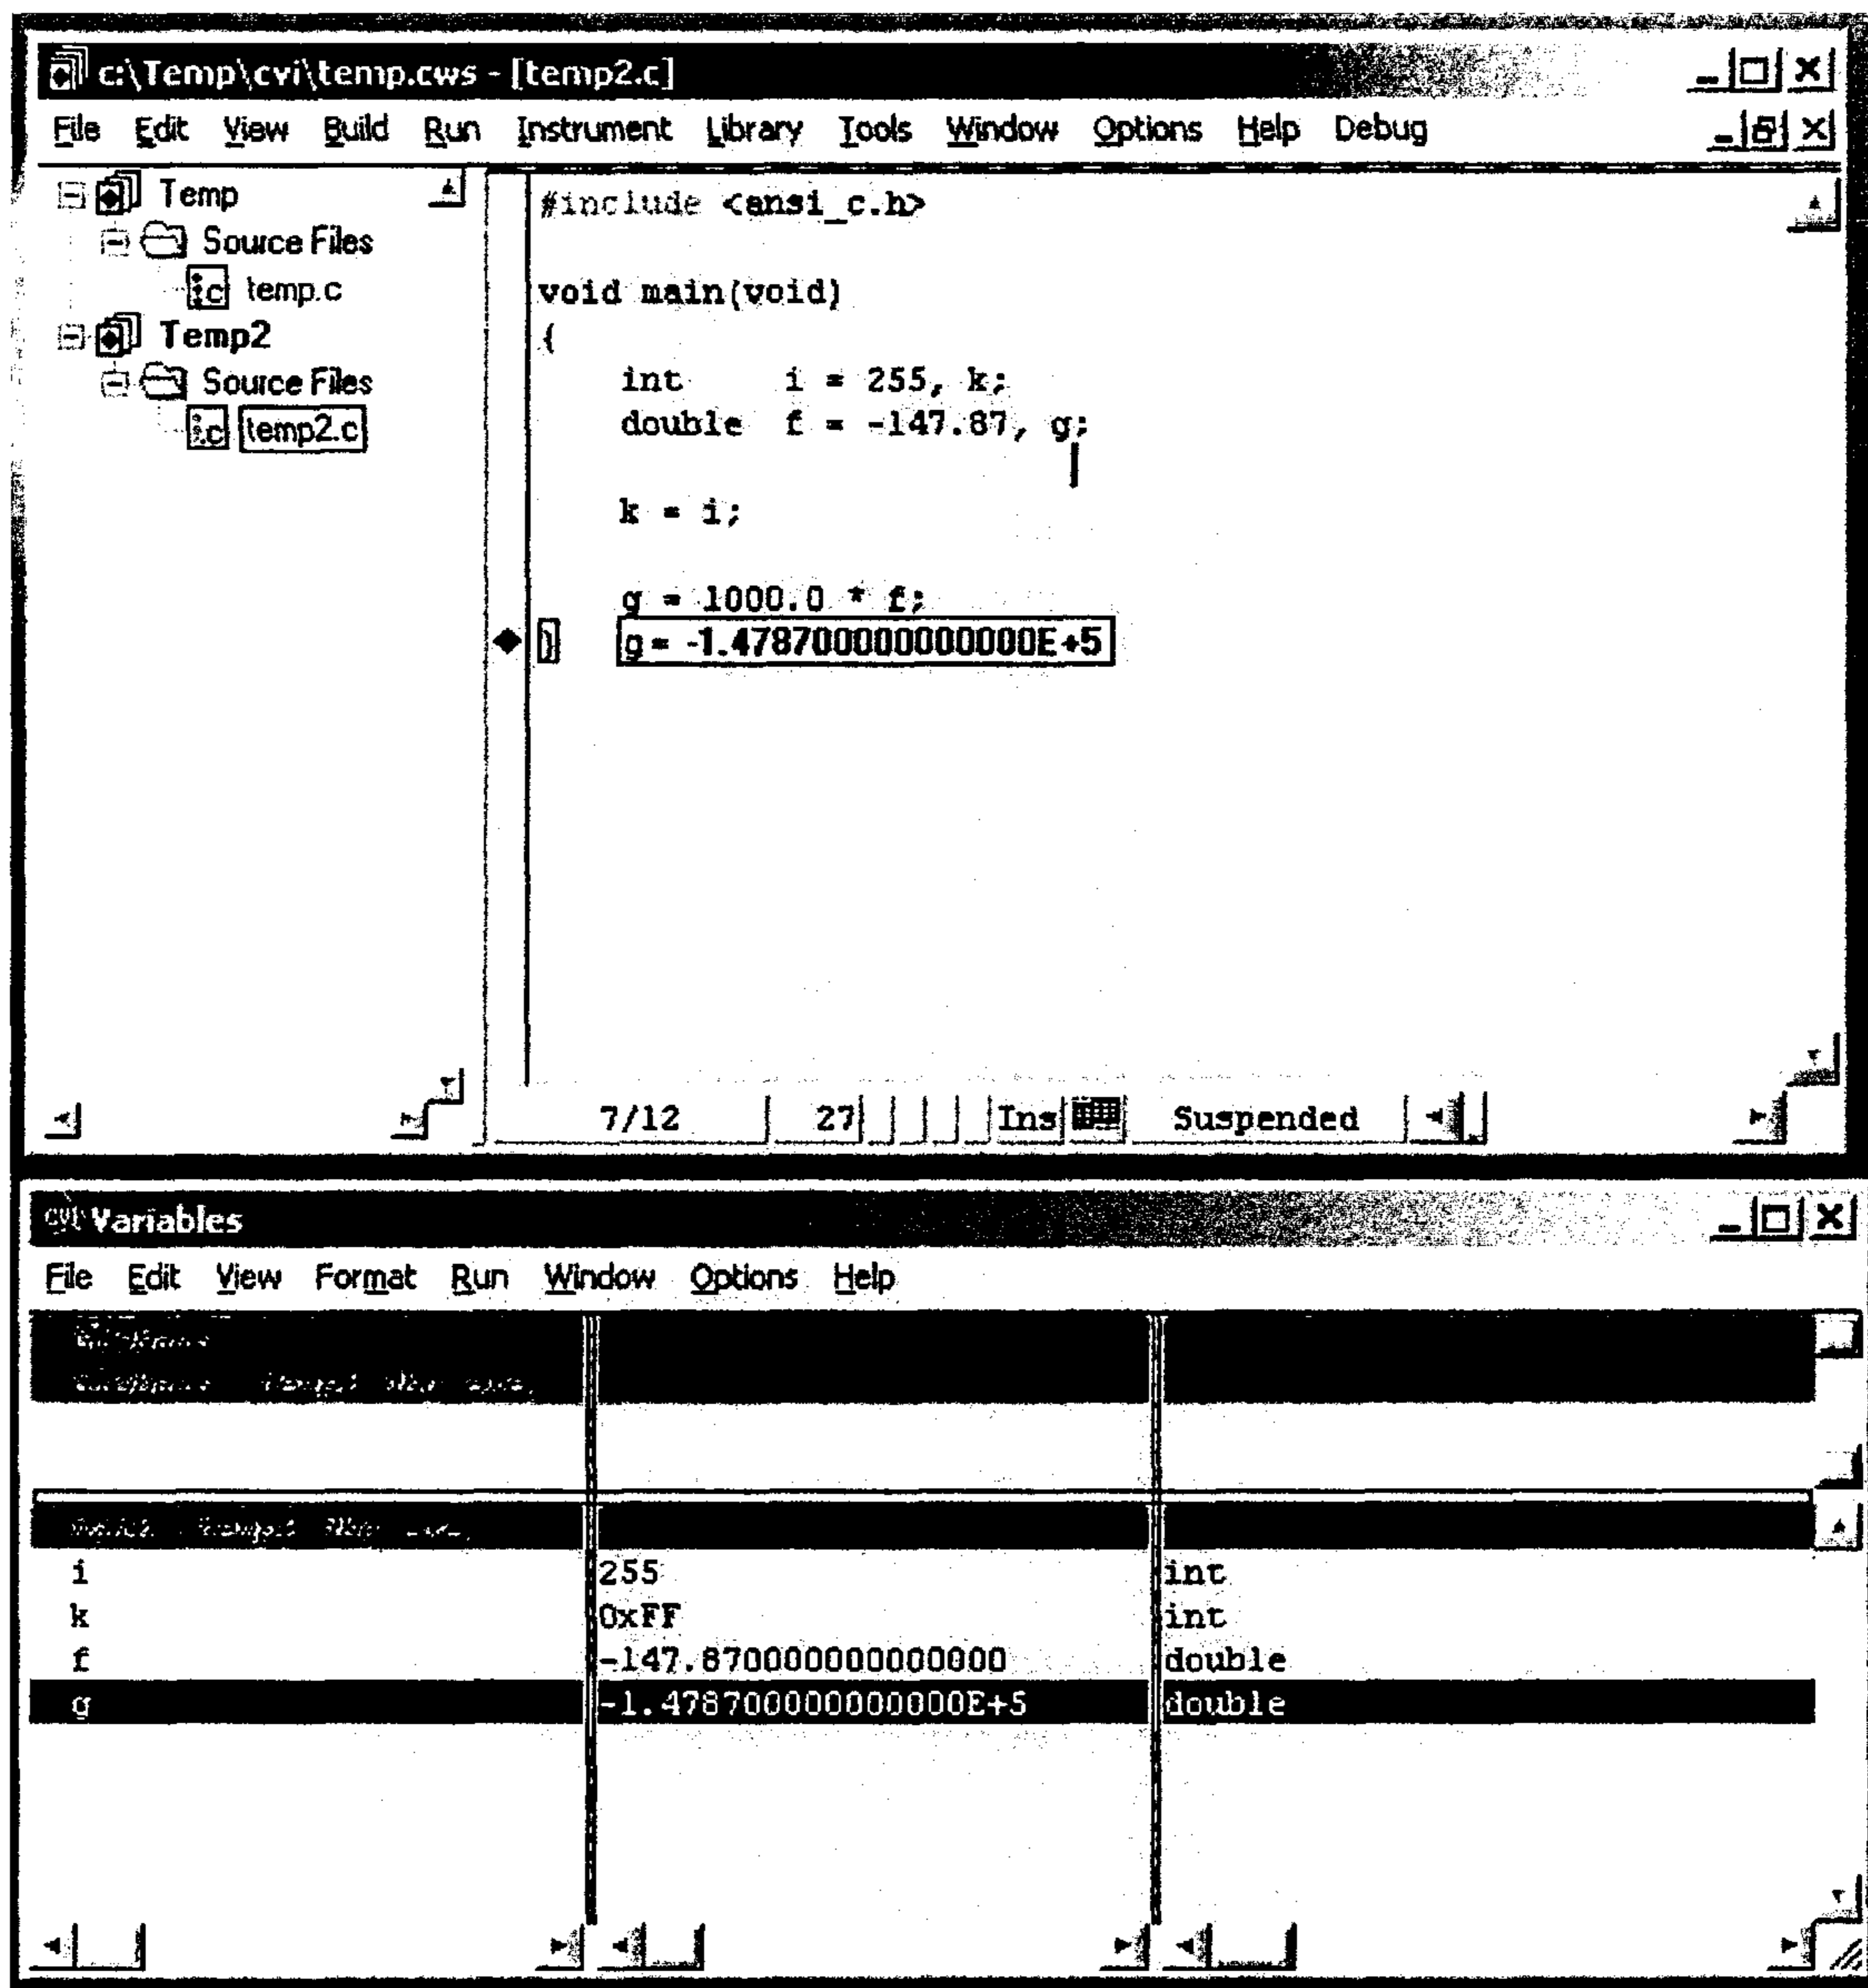 c:\Temp\cvi\temp.cws - [temp2.c]
File Edit View Build Run Instrument Library Tools Window Options Help Debug
Temp
Source Files
temp.c
Temp2
Source Files
temp2.c
#include <ansi_c.h>
void main(void)
{
int i = 255, k;
double f = -147.87, g;
k = i;
g = 1000.0 * f;
} g = -1.478700000000000E+5
7/12 27 Ins Suspended
Variables
File Edit View Format Run Window Options Help
i 255 int
k 0xFF int
f -147.870000000000000 double
g -1.478700000000000E+5 double